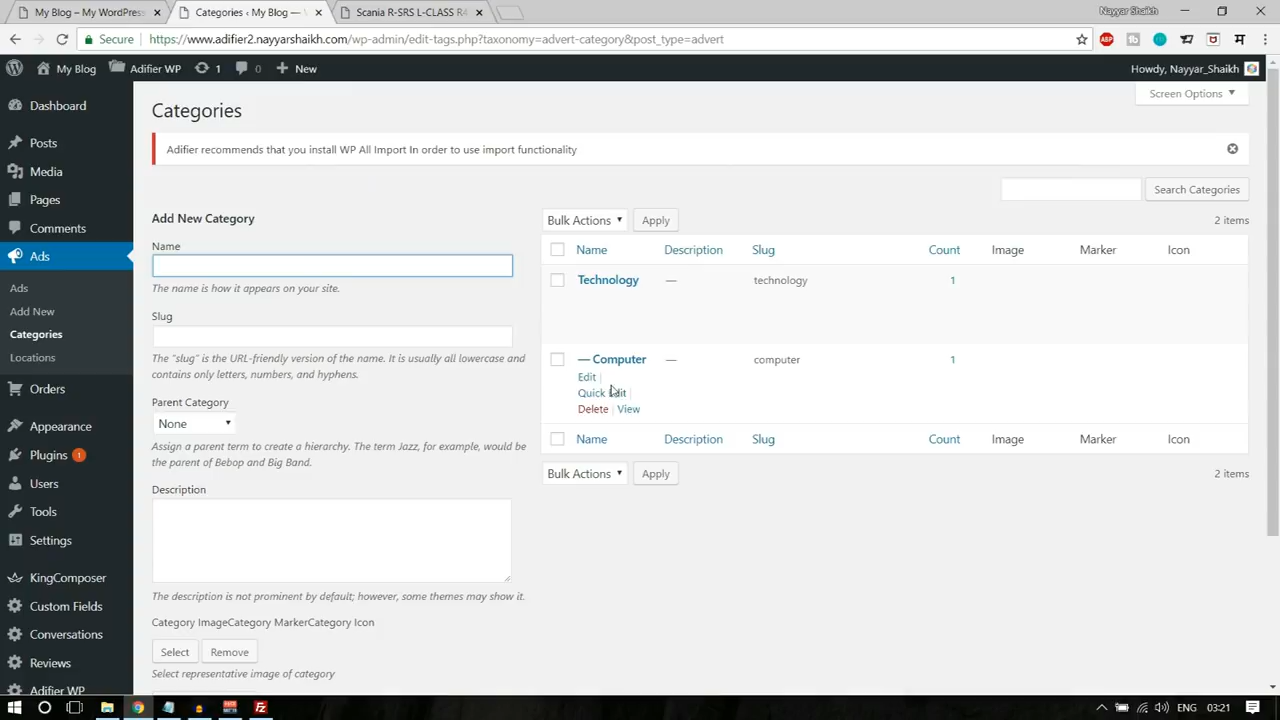 My Blog – My WordPress
Categories ‹ My Blog —
Scania R-SRS L-CLASS R4
Nayyar Shaikh
Secure
https://www.adifier2.nayyarshaikh.com/wp-admin/edit-tags.php?taxonomy=advert-category&post_type=advert
ABP
My Blog
Adifier WP
1
0
New
Howdy, Nayyar_Shaikh
Dashboard
Posts
Media
Pages
Comments
Ads
Ads
Add New
Categories
Locations
Orders
Appearance
Plugins 1
Users
Tools
Settings
KingComposer
Custom Fields
Conversations
Reviews
Adifier WP
Screen Options
Categories
Adifier recommends that you install WP All Import In order to use import functionality
Search Categories
Add New Category
Name
The name is how it appears on your site.
Slug
The "slug" is the URL-friendly version of the name. It is usually all lowercase and
contains only letters, numbers, and hyphens.
Parent Category
None
Assign a parent term to create a hierarchy. The term Jazz, for example, would be
the parent of Bebop and Big Band.
Description
The description is not prominent by default; however, some themes may show it.
Category ImageCategory MarkerCategory Icon
Select Remove
Select representative image of category
Bulk Actions Apply
2 items
Name Description Slug Count Image Marker Icon
Technology — technology 1
— Computer — computer 1
Edit |
Quick Edit |
Delete | View
Name Description Slug Count Image Marker Icon
Bulk Actions Apply
2 items
ENG 03:21